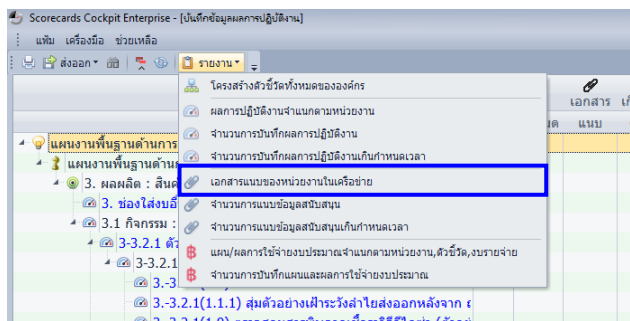 Scorecards Cockpit Enterprise - [บันทึกข้อมูลผลการปฏิบัติงาน]
แฟ้ม เครื่องมือ ช่วยเหลือ
ส่งออก รายงาน
โครงสร้างตัวชี้วัดทั้งหมดขององค์กร
ผลการปฏิบัติงานจำแนกตามหน่วยงาน
จำนวนการบันทึกผลการปฏิบัติงาน
จำนวนการบันทึกผลการปฏิบัติงานเกินกำหนดเวลา
เอกสารแนบของหน่วยงานในเครือข่าย
จำนวนการแนบข้อมูลสนับสนุน
จำนวนการแนบข้อมูลสนับสนุนเกินกำหนดเวลา
แผน/ผลการใช้จ่ายงบประมาณจำแนกตามหน่วยงาน,ตัวชี้วัด,งบรายจ่าย
จำนวนการบันทึกแผนและผลการใช้จ่ายงบประมาณ
เอกสาร
แนบ
แผนงานพื้นฐานด้านการ
แผนงานพื้นฐานด้าน
3. ผลผลิต : สินค้
3. ช่องใส่งบ
3.1 กิจกรรม :
3-3.2.1 ตัว
3-3.2.1
3.-3
3.-3.2.1(1.1.1) สุ่มตัวอย่างเฝ้าระวังลำไยส่งออกหลังจาก